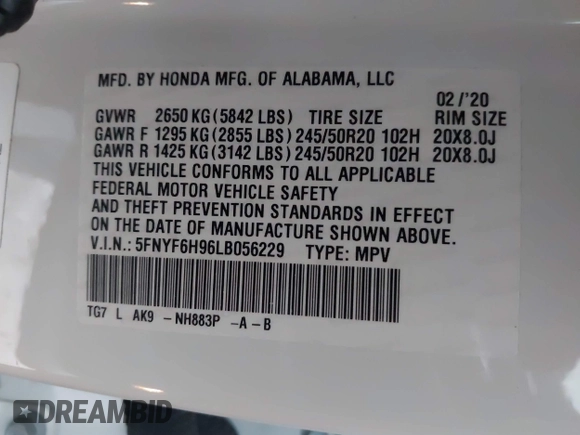 MFD. BY HONDA MFG. OF ALABAMA, LLC
02 /'20
GVWR 2650 KG (5842 LBS) TIRE SIZE RIM SIZE
GAWR F 1295 KG (2855 LBS) 245/50R20 102H 20X8.0J
GAWR R 1425 KG (3142 LBS) 245/50R20 102H 20X8.0J
THIS VEHICLE CONFORMS TO ALL APPLICABLE
FEDERAL MOTOR VEHICLE SAFETY
AND THEFT PREVENTION STANDARDS IN EFFECT
ON THE DATE OF MANUFACTURE SHOWN ABOVE.
V.I.N.: 5FNYF6H96LB056229 TYPE: MPV
TG7 L AK9 -NH883P -A-B
DREAMBID